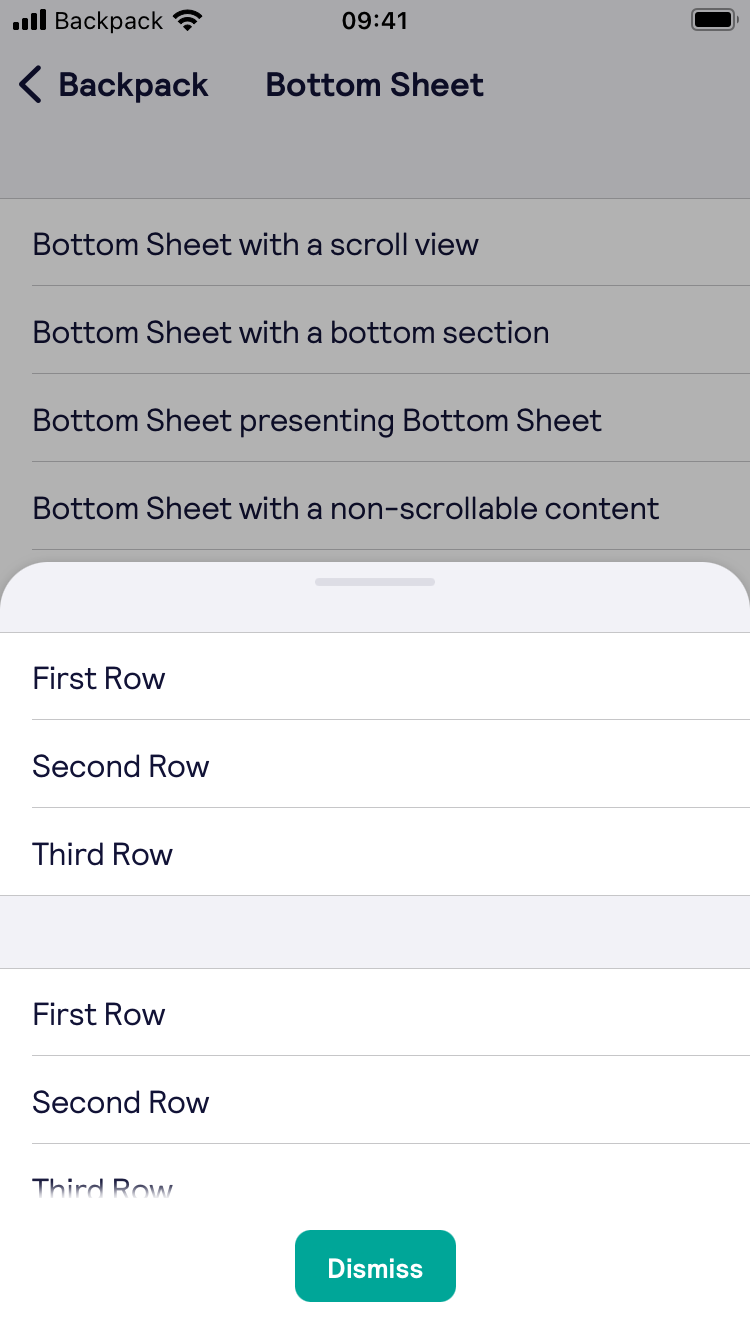 Backpack 09:41
Backpack Bottom Sheet
Bottom Sheet with a scroll view
Bottom Sheet with a bottom section
Bottom Sheet presenting Bottom Sheet
Bottom Sheet with a non-scrollable content
First Row
Second Row
Third Row
First Row
Second Row
Third Row
Dismiss